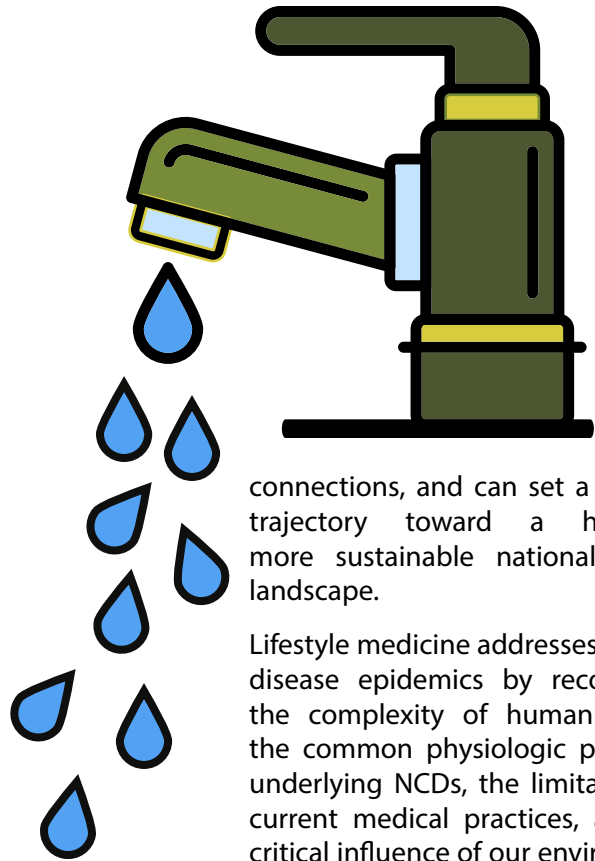 connections, and can set a
trajectory toward a
more sustainable national
landscape.
Lifestyle medicine addresses
disease epidemics by
the complexity of human
the common physiologic
underlying NCDs, the
current medical practices,
critical influence of our